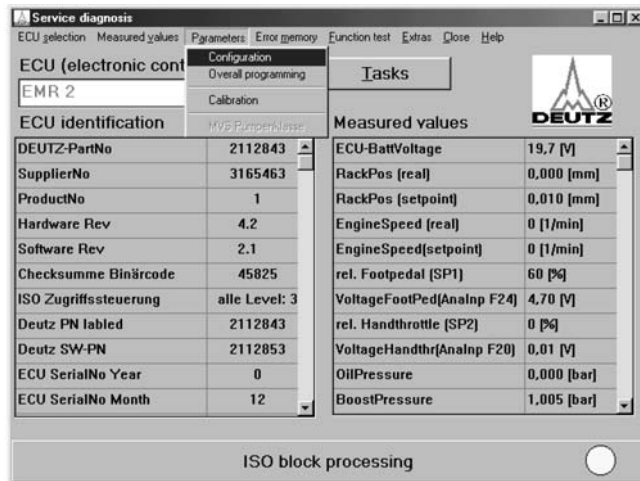 Service diagnosis
ECU selection Measured values Parameters Error memory Function test Extras Close Help
Configuration
Overall programming
Calibration
MVS Pumpenklasse
ECU (electronic cont
Tasks
EMR 2
DEUTZ
ECU identification
Measured values
DEUTZ-PartNo 2112843
SupplierNo 3165463
ProductNo 1
Hardware Rev 4.2
Software Rev 2.1
Checksumme Binärcode 45825
ISO Zugriffssteuerung alle Level: 3
Deutz PN labled 2112843
Deutz SW-PN 2112853
ECU SerialNo Year 0
ECU SerialNo Month 12
ECU-BattVoltage 19,7 [V]
RackPos (real) 0,000 [mm]
RackPos (setpoint) 0,010 [mm]
EngineSpeed (real) 0 [1/min]
EngineSpeed(setpoint) 0 [1/min]
rel. Footpedal (SP1) 60 [%]
VoltageFootPed(AnaInp F24) 4,70 [V]
rel. Handthrottle (SP2) 0 [%]
VoltageHandthr(AnaInp F20) 0,01 [V]
OilPressure 0,000 [bar]
BoostPressure 1,005 [bar]
ISO block processing